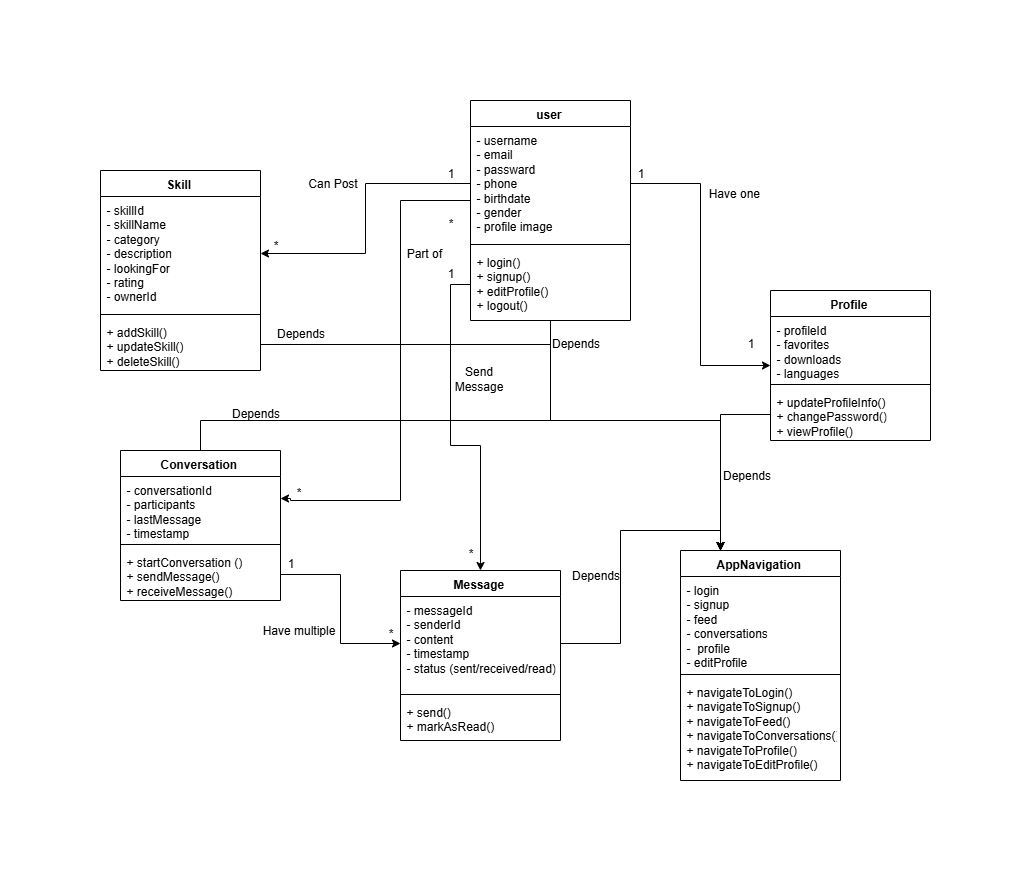 user
- username
- email
- passward
- phone
- birthdate
- gender
- profile image
+ login()
+ signup()
+ editProfile()
+ logout()
1
Can Post
*
1
Have one
1
*
Part of
1
Skill
- skillId
- skillName
- category
- description
- lookingFor
- rating
- ownerId
+ addSkill()
+ updateSkill()
+ deleteSkill()
Depends
Depends
Send
Message
Profile
- profileId
- favorites
- downloads
- languages
+ updateProfileInfo()
+ changePassword()
+ viewProfile()
Depends
Depends
Conversation
- conversationId
- participants
- lastMessage
- timestamp
+ startConversation ()
+ sendMessage()
+ receiveMessage()
*
1
Have multiple
*
*
Message
- messageId
- senderId
- content
- timestamp
- status (sent/received/read)
+ send()
+ markAsRead()
Depends
AppNavigation
- login
- signup
- feed
- conversations
- profile
- editProfile
+ navigateToLogin()
+ navigateToSignup()
+ navigateToFeed()
+ navigateToConversations(
+ navigateToProfile()
+ navigateToEditProfile()